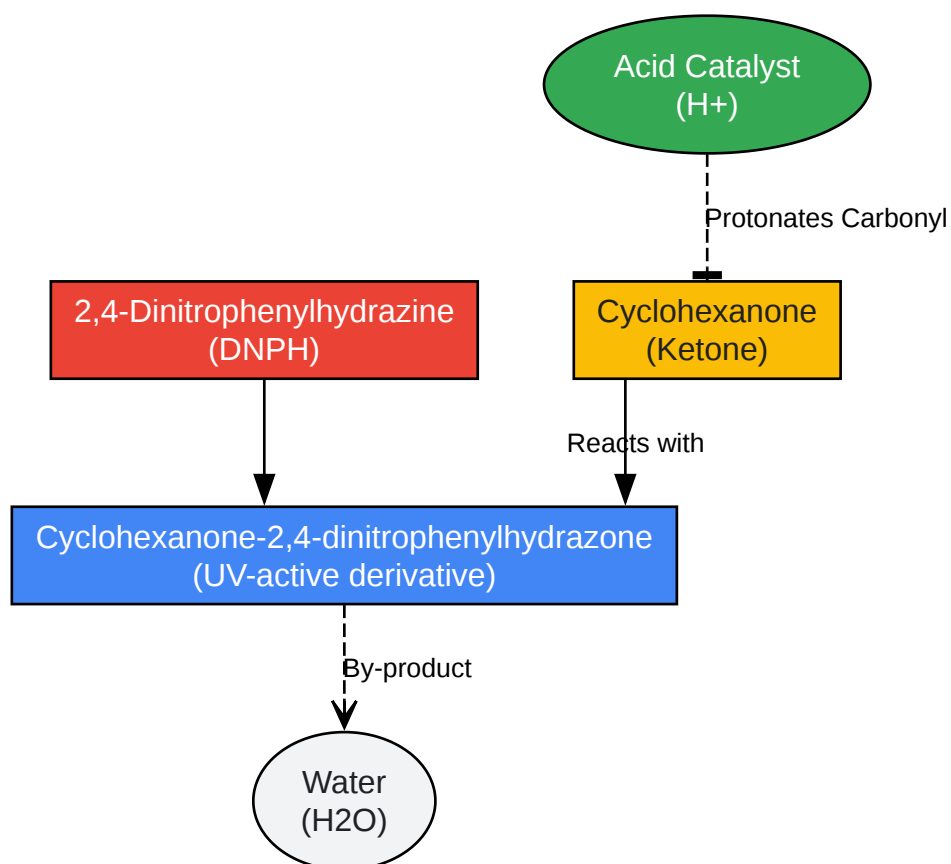 Acid Catalyst
(H+)
Protonates Carbonyl
2,4-Dinitrophenylhydrazine
(DNPH)
Cyclohexanone
(Ketone)
Reacts with
Cyclohexanone-2,4-dinitrophenylhydrazone
(UV-active derivative)
By-product
Water
(H2O)